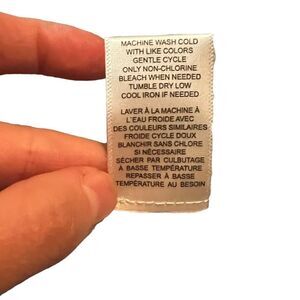 MACHINE WASH COLD
WITH LIKE COLORS
GENTLE CYCLE
ONLY NON-CHLORINE
BLEACH WHEN NEEDED
TUMBLE DRY LOW
COOL IRON IF NEEDED
LAVER À LA MACHINE À
L'EAU FROIDE AVEC
DES COULEURS SIMILAIRES
FROIDE CYCLE DOUX
BLANCHIR SANS CHLORE
SI NÉCESSAIRE
SÉCHER PAR CULBUTAGE
À BASSE TEMPÉRATURE
REPASSER À BASSE
TEMPÉRATURE AU BESOIN